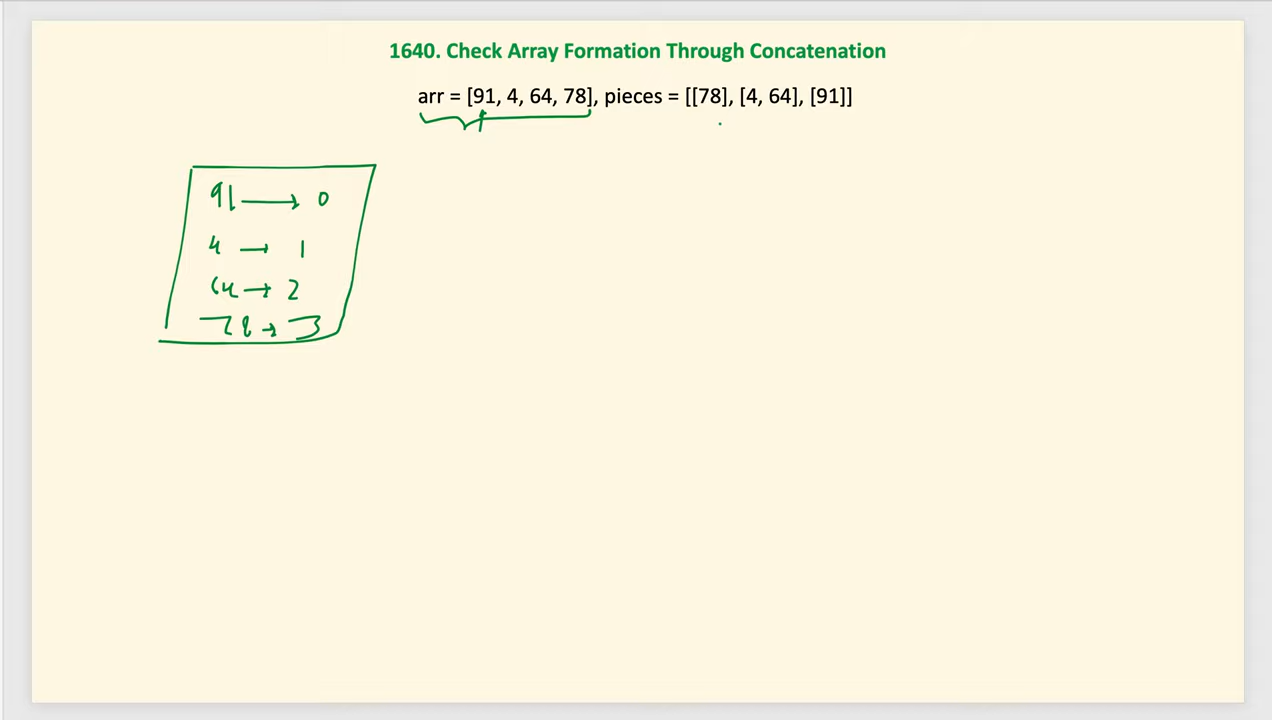 1640. Check Array Formation Through Concatenation
arr = [91, 4, 64, 78], pieces = [[78], [4, 64], [91]]
91 → 0
4 → 1
64 → 2
78 → 3